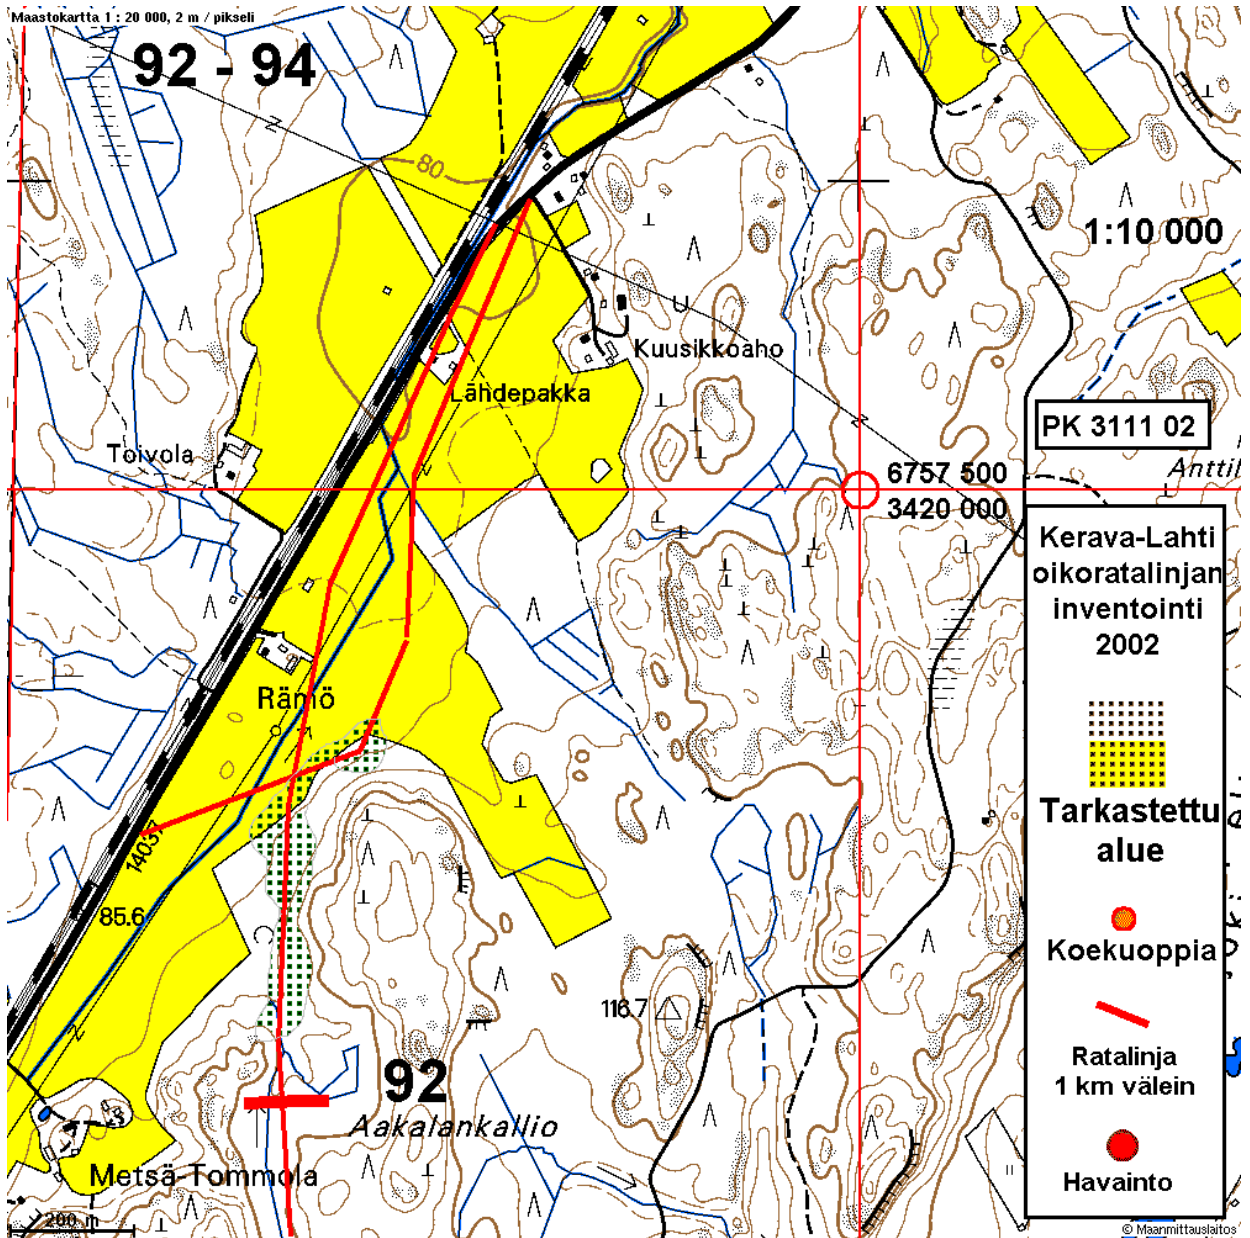 Maastokartta 1 : 20 000, 2 m / pikseli
92 - 94
80
1:10 000
Kuusikkoaho
Lähdepakka
PK 3111 02
Toivola
6757 500
3420 000
Kerava-Lahti
oikoratalinjan
inventointi
2002
Rämö
Tarkastettu
alue
1403
85.6
Koekuoppia
116.7
Ratalinja
1 km välein
92
Aakalankallio
Metsä-Tommola
Havainto
200 m
© Maanmittauslaitos